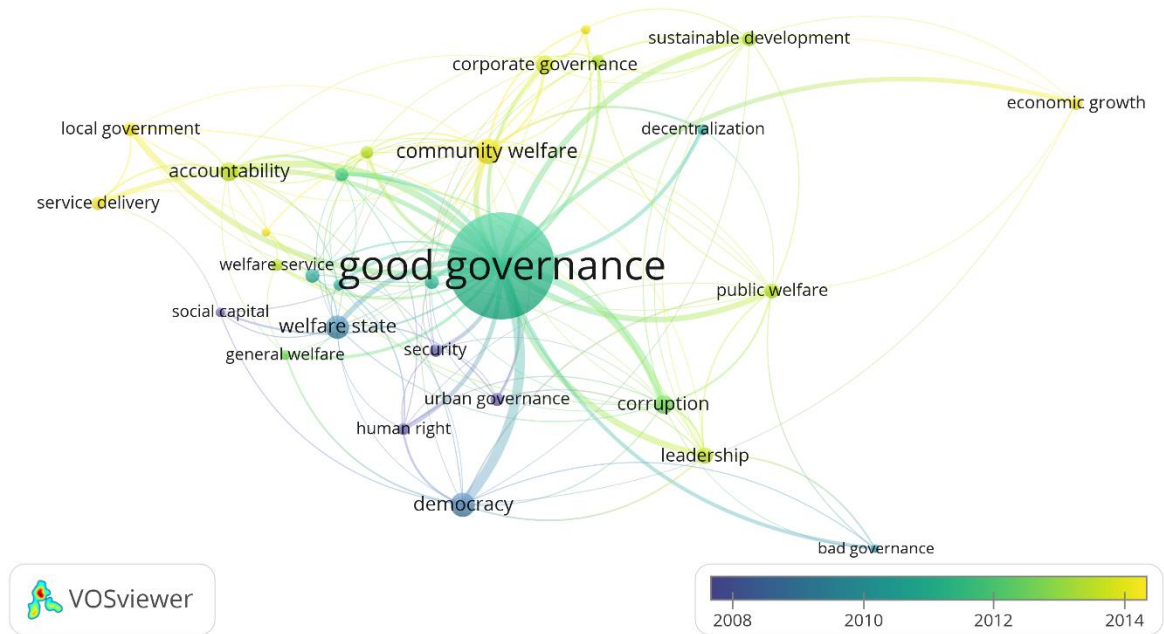 sustainable development
corporate governance
economic growth
local government
decentralization
community welfare
accountability
service delivery
good governance
welfare service
public welfare
social capital
welfare state
security
general welfare
urban governance
corruption
human right
leadership
democracy
bad governance
VOSviewer
2008
2010
2012
2014